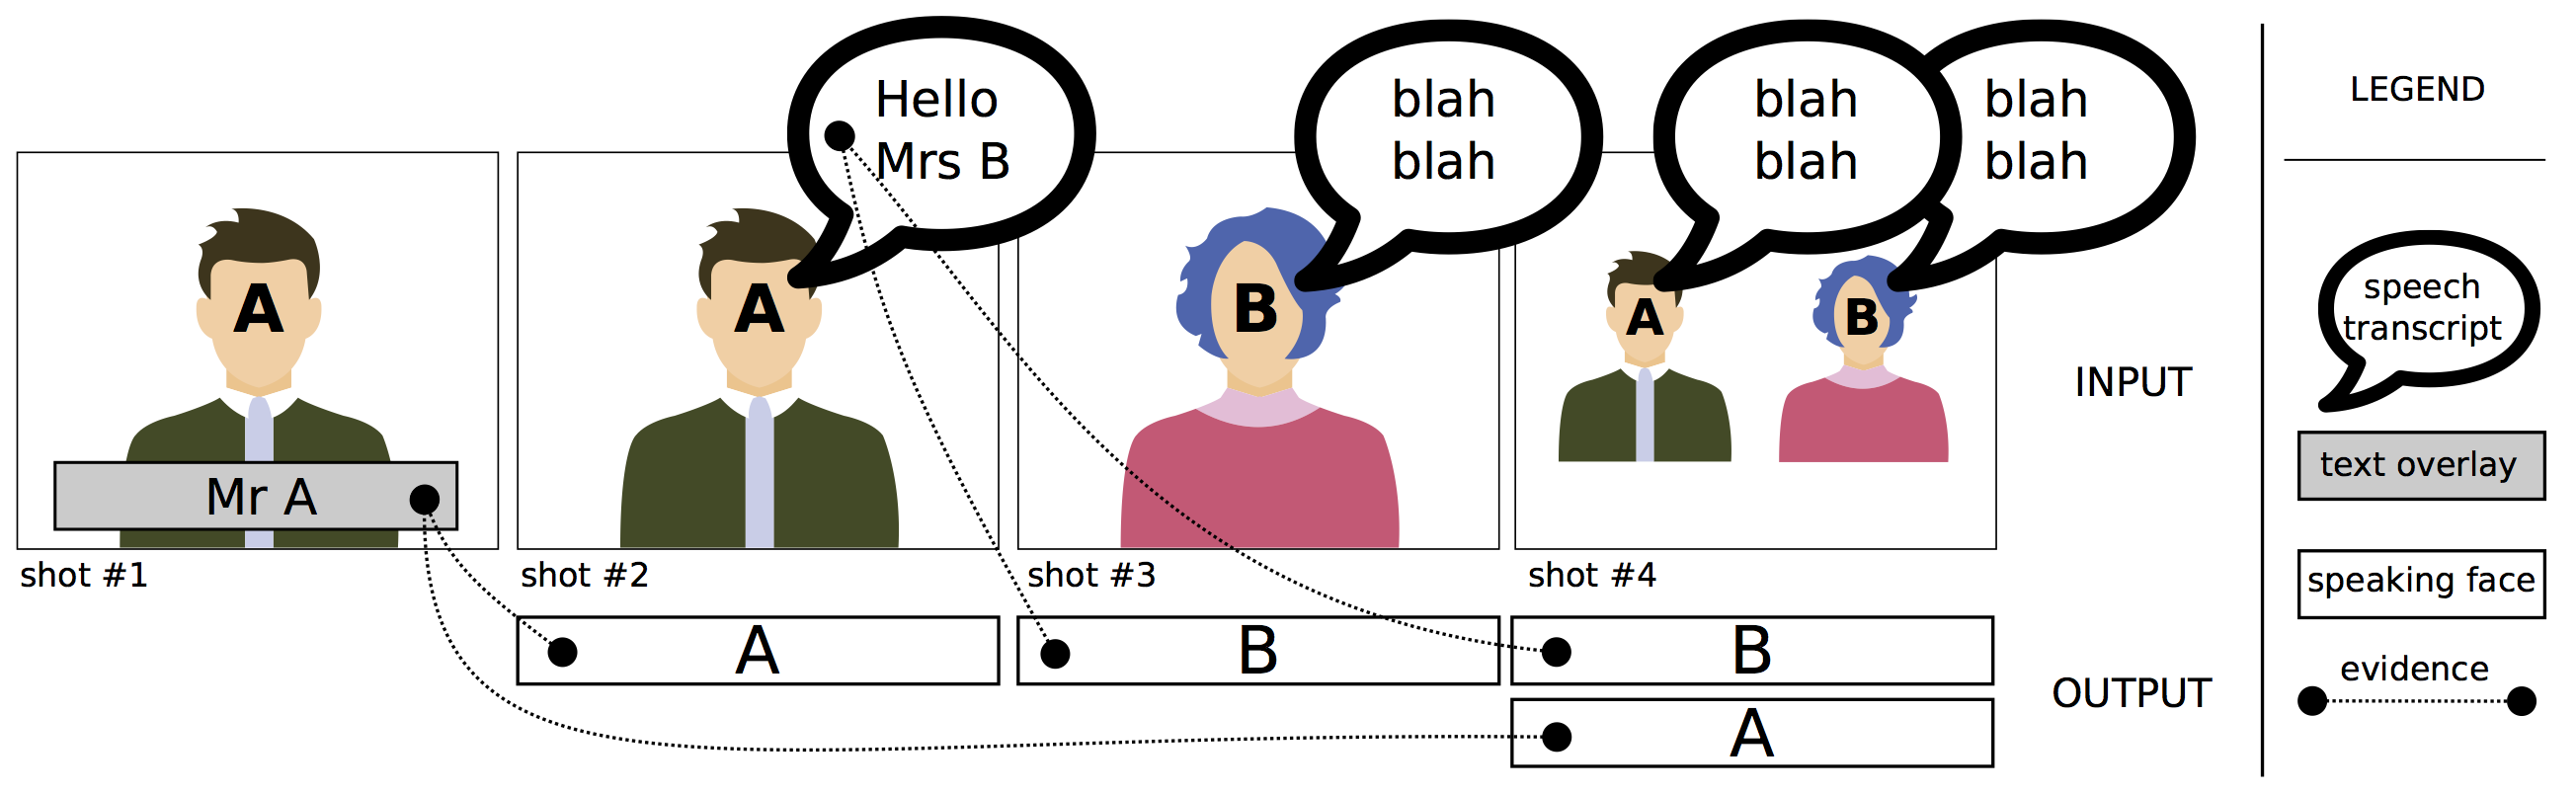 Hello
Mrs B
blah
blah
blah
blah
blah
blah
A
A
B
A
B
Mr A
shot #1
shot #2
shot #3
shot #4
A
B
B
A
INPUT
OUTPUT
LEGEND
speech
transcript
text overlay
speaking face
evidence